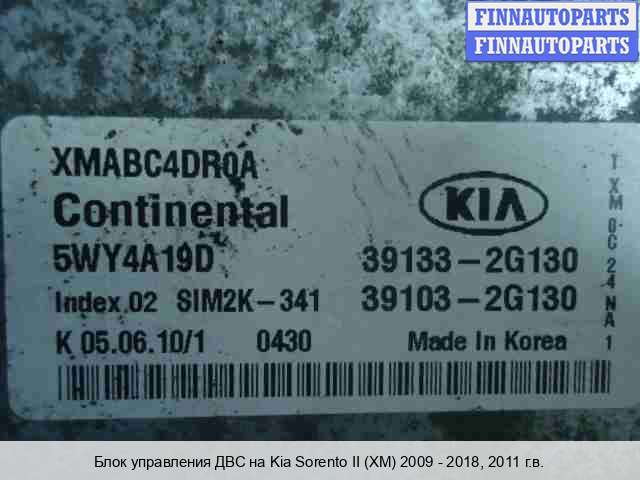 FINNAUTOPARTS
FINNAUTOPARTS
XMABC4DR0A
Continental
KIA
5WY4A19D 39133-2G130
Index.02 SIM2K-341 39103-2G130
K 05.06.10/1 0430 Made In Korea
TXM0C24NA1
Блок управления ДВС на Kia Sorento II (XM) 2009 - 2018, 2011 г.в.